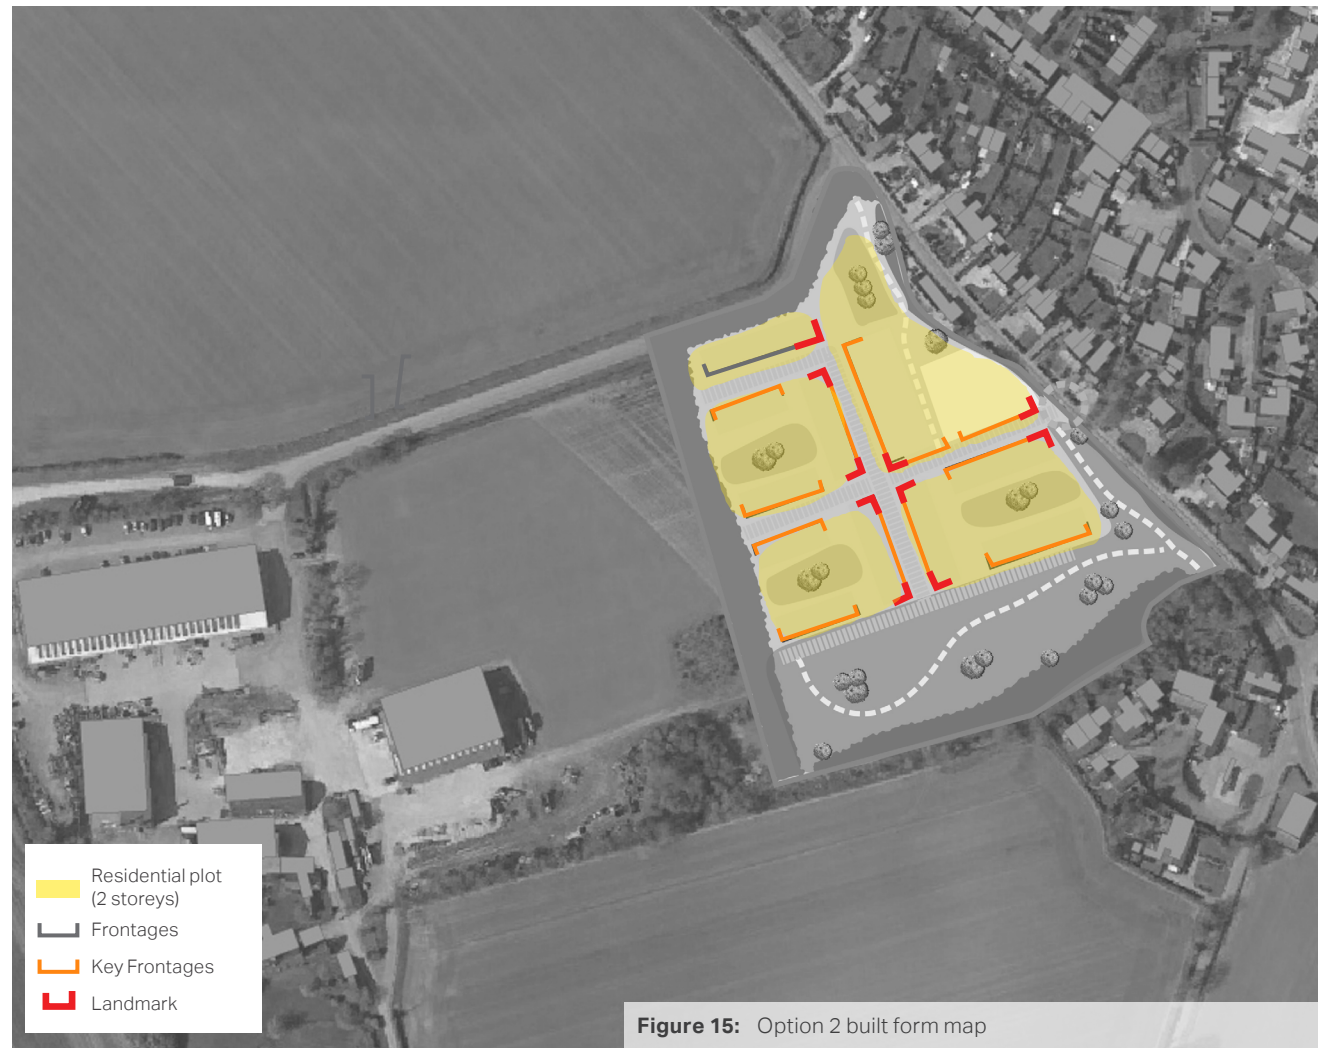 Residential plot
(2 storeys)
Frontages
Key Frontages
Landmark
Figure 15: Option 2 built form map